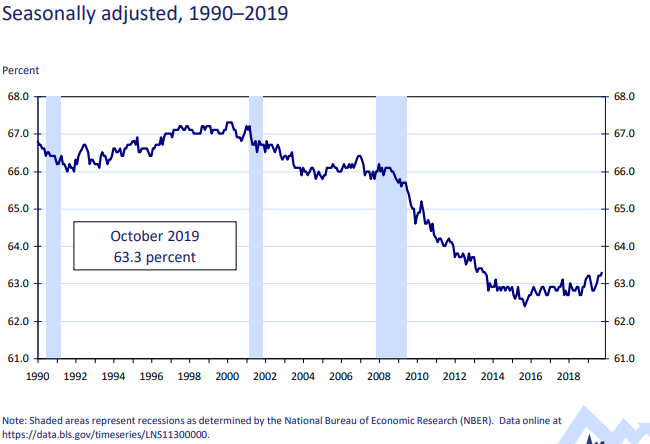 Seasonally adjusted, 1990–2019
Percent
68.0 68.0
67.0 67.0
66.0 66.0
65.0 65.0
64.0 64.0
63.0 63.0
62.0 62.0
61.0 61.0
October 2019
63.3 percent
1990 1992 1994 1996 1998 2000 2002 2004 2006 2008 2010 2012 2014 2016 2018
Note: Shaded areas represent recessions as determined by the National Bureau of Economic Research (NBER). Data online at
https://data.bls.gov/timeseries/LNS11300000.